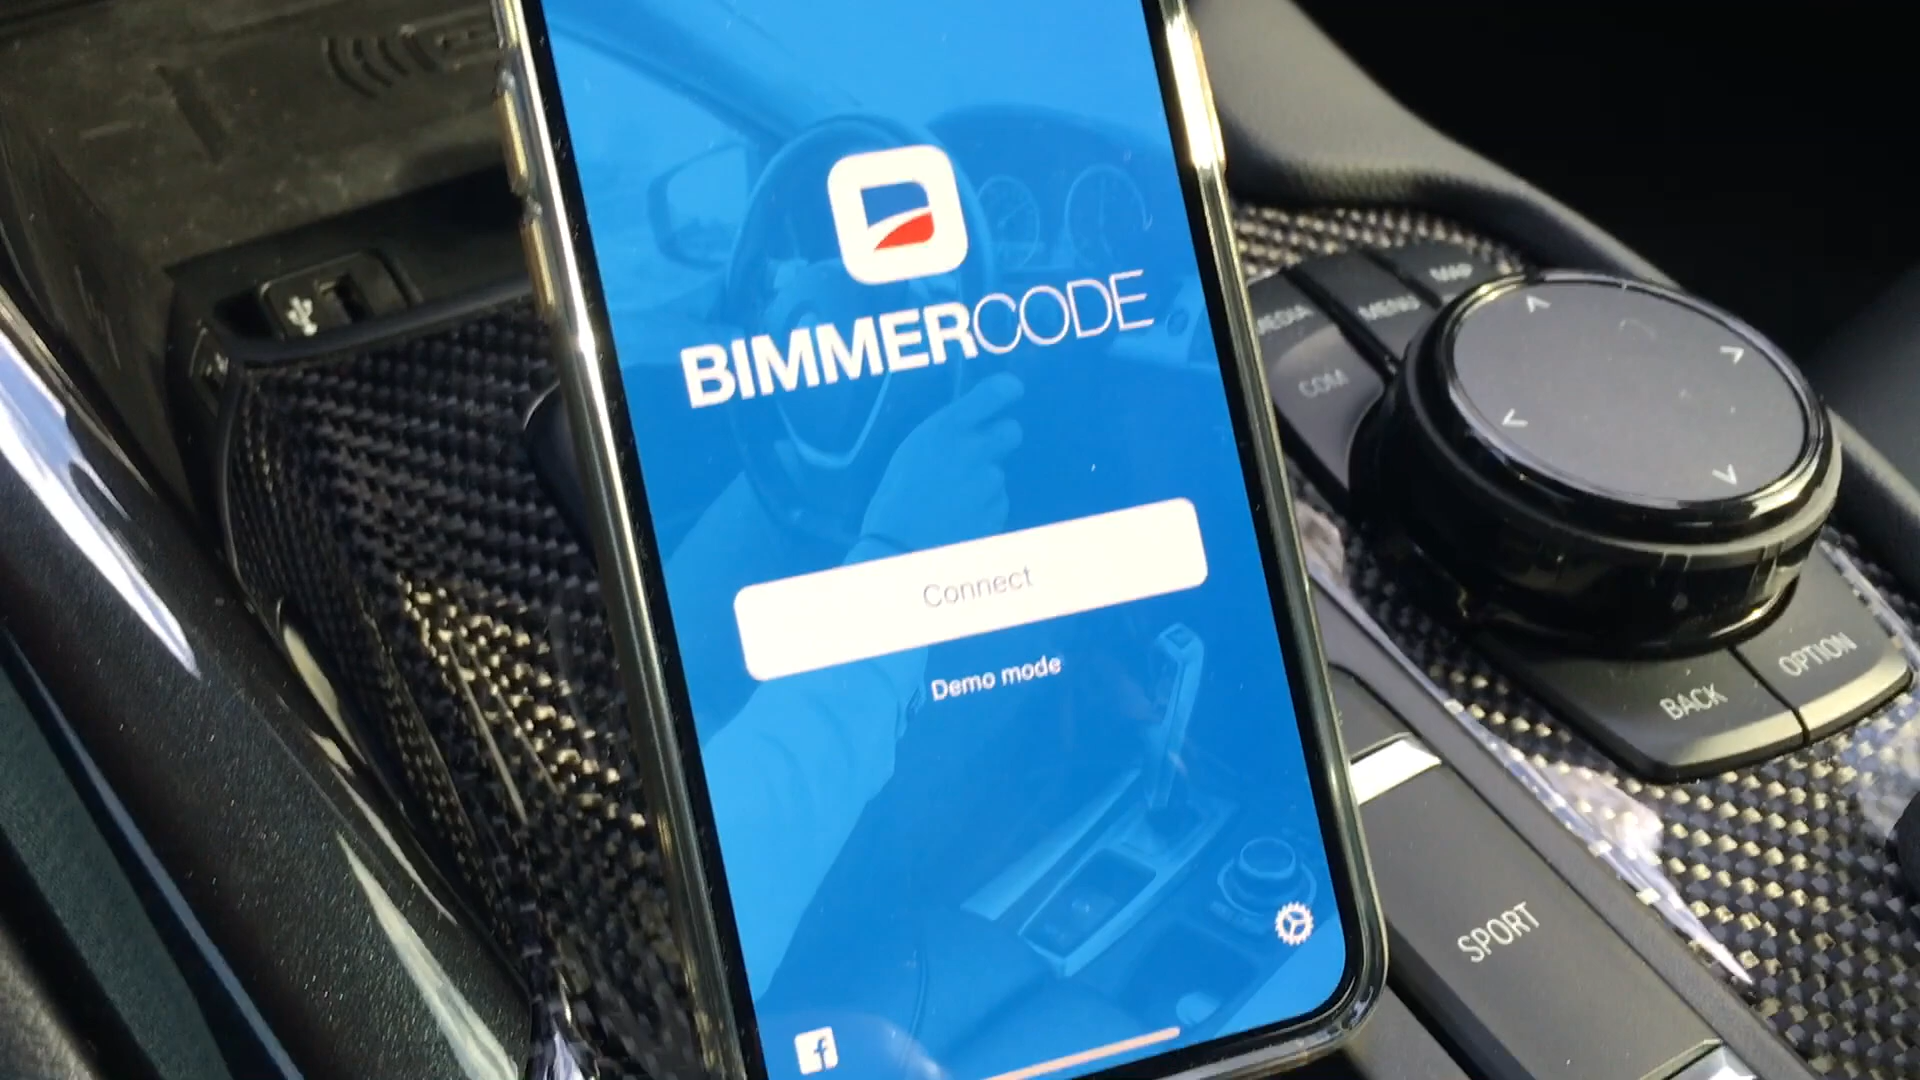 BIMMERCODE
Connect
Demo mode
MEDIA
MENU
MAP
COM
BACK
OPTION
SPORT
f